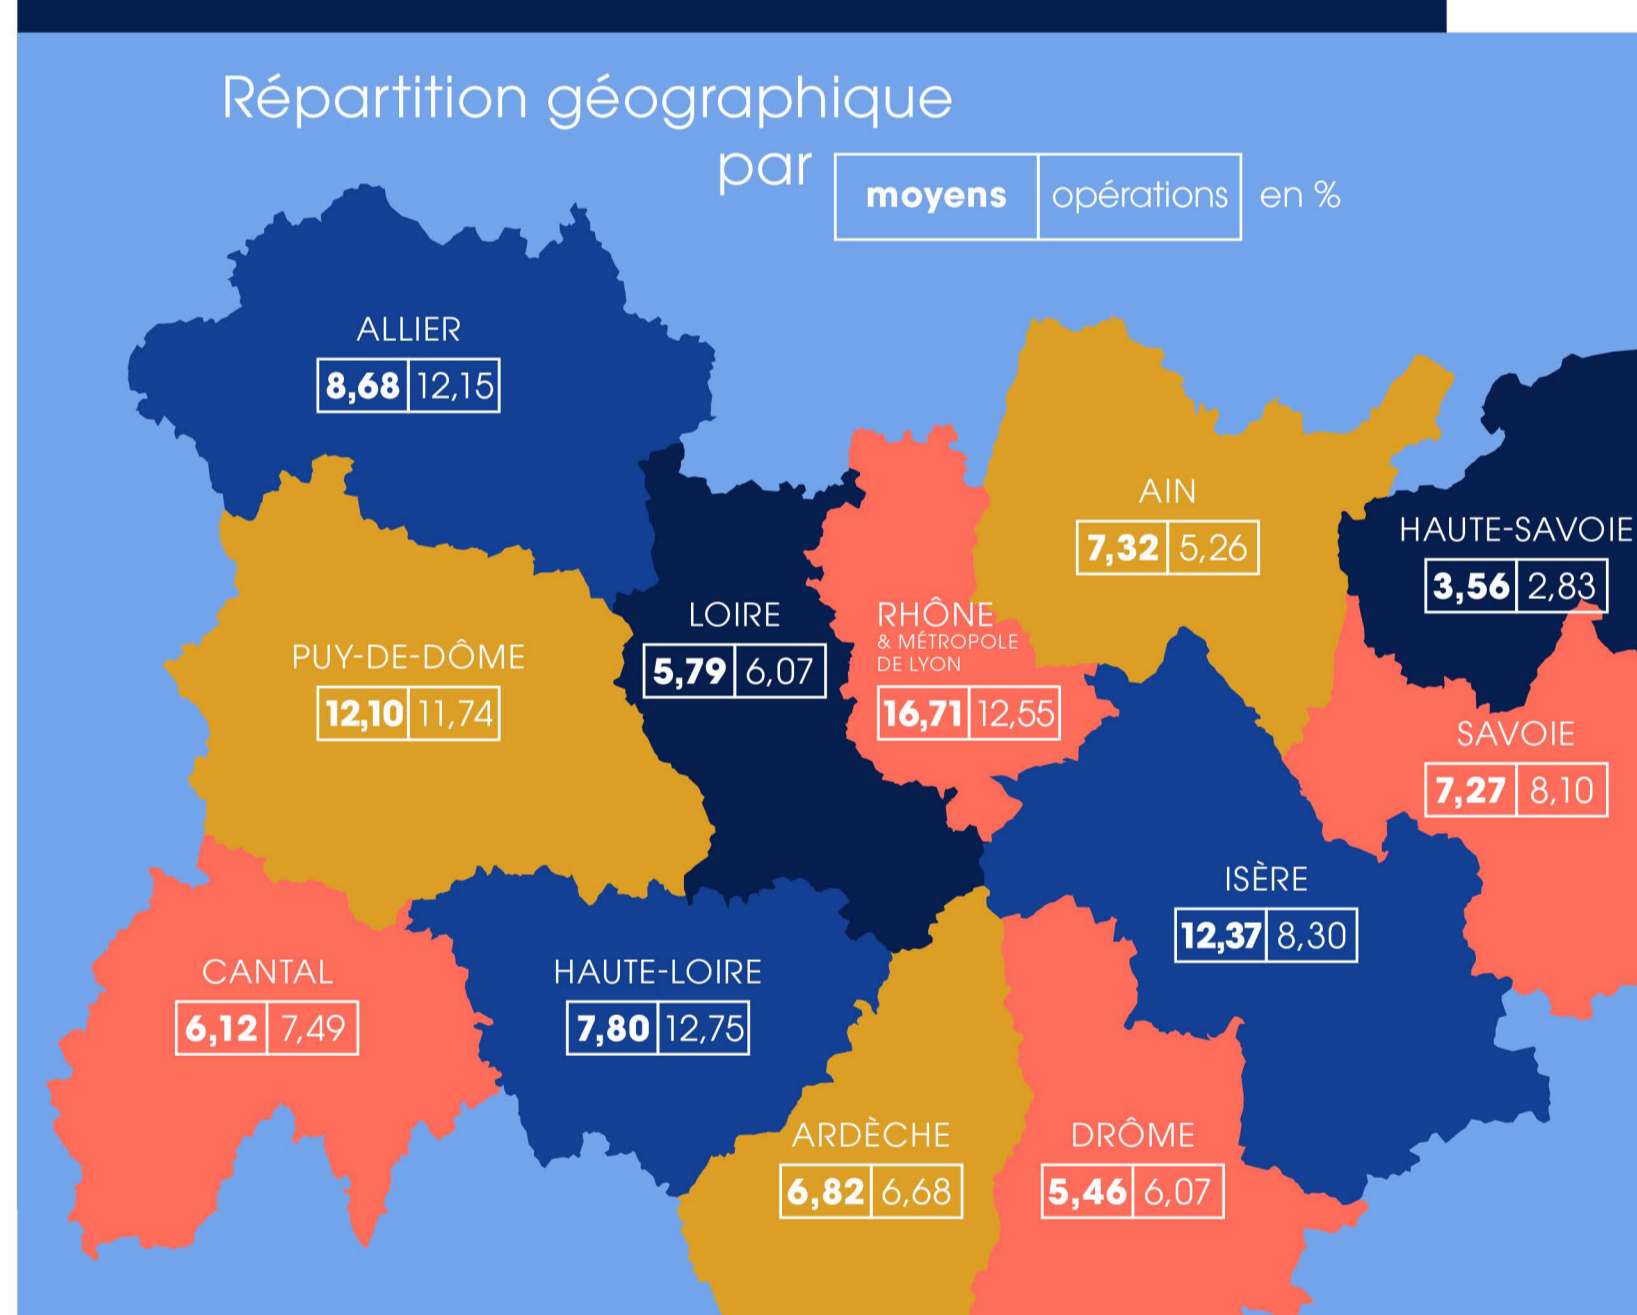 Répartition géographique
par moyens opérations en %
ALLIER
8,68 12,15
AIN
7,32 5,26
HAUTE-SAVOIE
3,56 2,83
LOIRE
5,79 6,07
RHÔNE
& MÉTROPOLE
DE LYON
16,71 12,55
PUY-DE-DÔME
12,10 11,74
SAVOIE
7,27 8,10
ISÈRE
12,37 8,30
CANTAL
6,12 7,49
HAUTE-LOIRE
7,80 12,75
ARDÈCHE
6,82 6,68
DRÔME
5,46 6,07